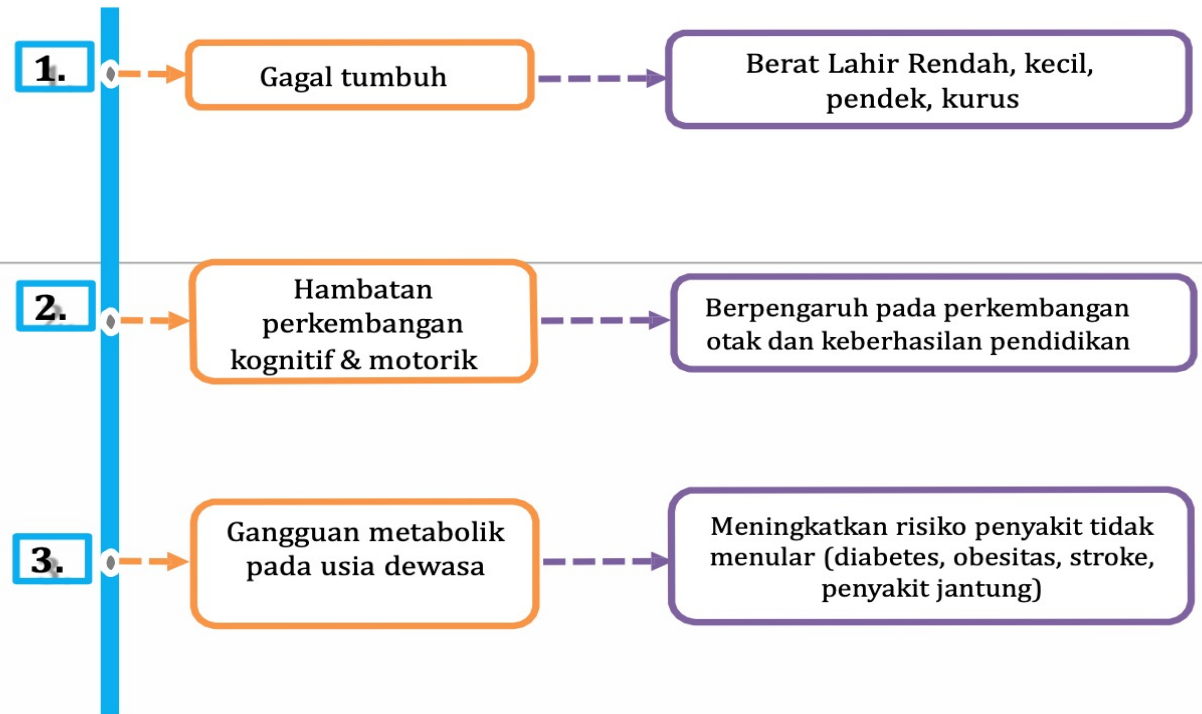 1.
Gagal tumbuh
Berat Lahir Rendah, kecil,
pendek, kurus
2.
Hambatan
perkembangan
kognitif & motorik
Berpengaruh pada perkembangan
otak dan keberhasilan pendidikan
3.
Gangguan metabolik
pada usia dewasa
Meningkatkan risiko penyakit tidak
menular (diabetes, obesitas, stroke,
penyakit jantung)